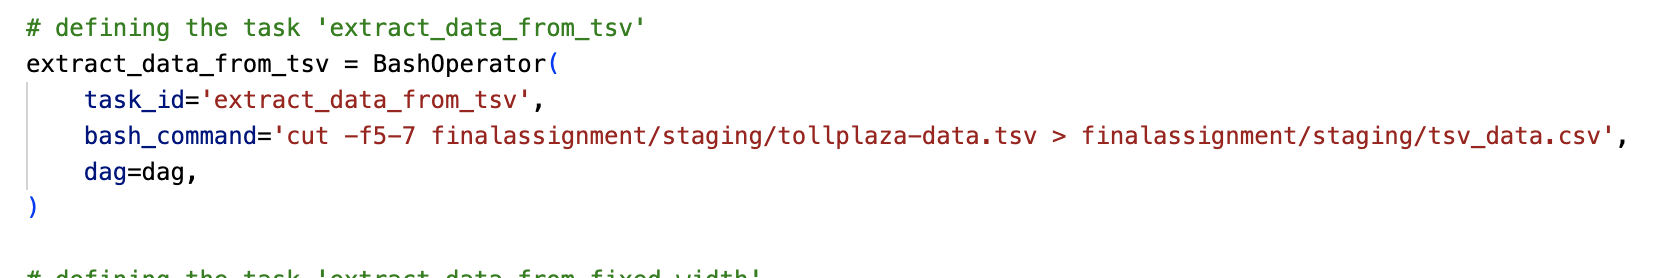 # defining the task 'extract_data_from_tsv'
extract_data_from_tsv = BashOperator(
    task_id='extract_data_from_tsv',
    bash_command='cut -f5-7 finalassignment/staging/tollplaza-data.tsv > finalassignment/staging/tsv_data.csv',
    dag=dag,
)
# defining the task 'extract_data_from_fixed_width'